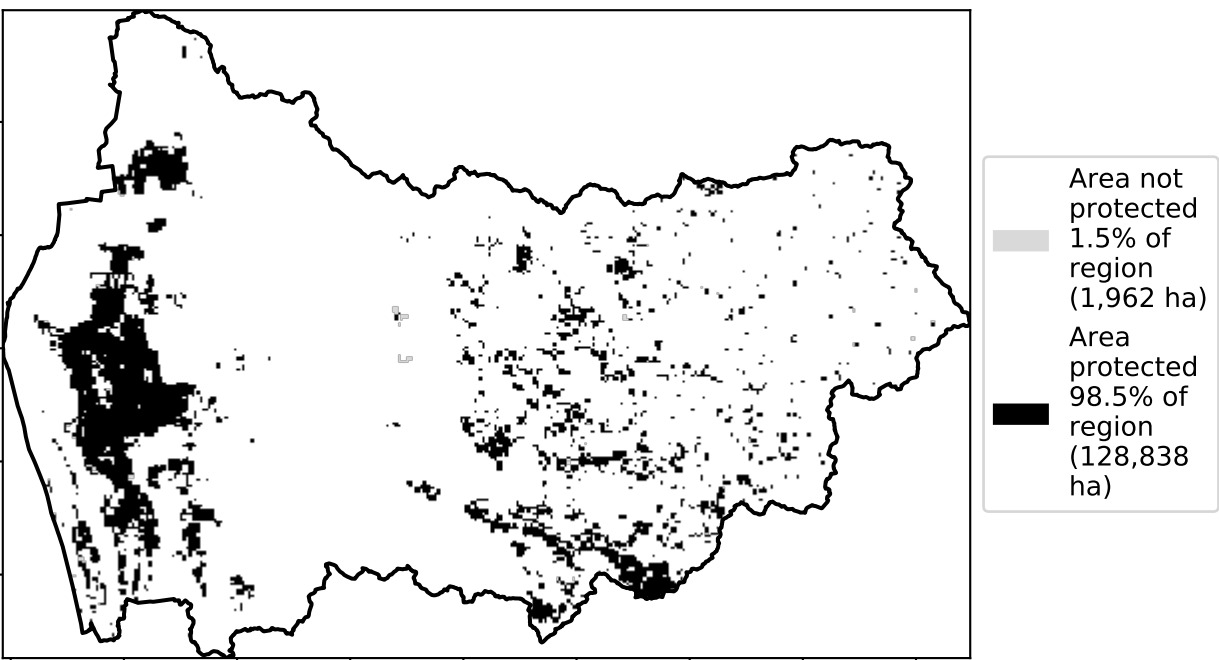 Area not
protected
1.5% of
region
(1,962 ha)
Area
protected
98.5% of
region
(128,838
ha)